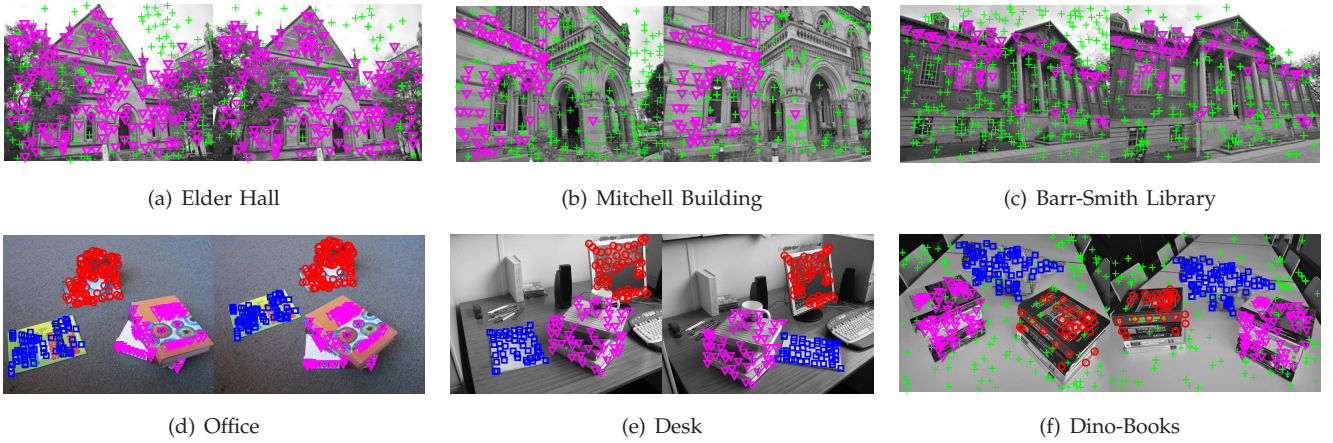 (a) Elder Hall
(b) Mitchell Building
(c) Barr-Smith Library
(d) Office
(e) Desk
(f) Dino-Books